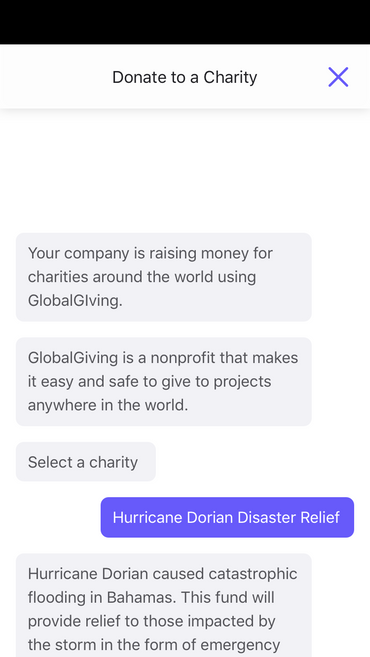 Donate to a Charity
Your company is raising money for
charities around the world using
GlobalGIving.
GlobalGiving is a nonprofit that makes
it easy and safe to give to projects
anywhere in the world.
Select a charity
Hurricane Dorian Disaster Relief
Hurricane Dorian caused catastrophic
flooding in Bahamas. This fund will
provide relief to those impacted by
the storm in the form of emergency